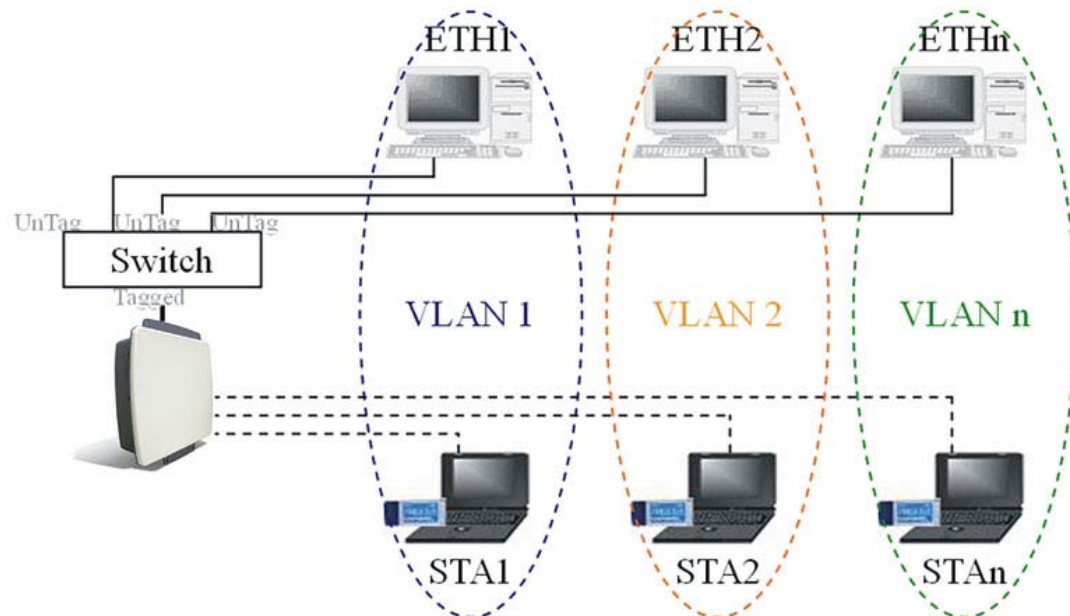 ETH1 ETH2 ETHn
UnTag UnTag UnTag
Switch
Tagged
VLAN 1 VLAN 2 VLAN n
STA1 STA2 STAn